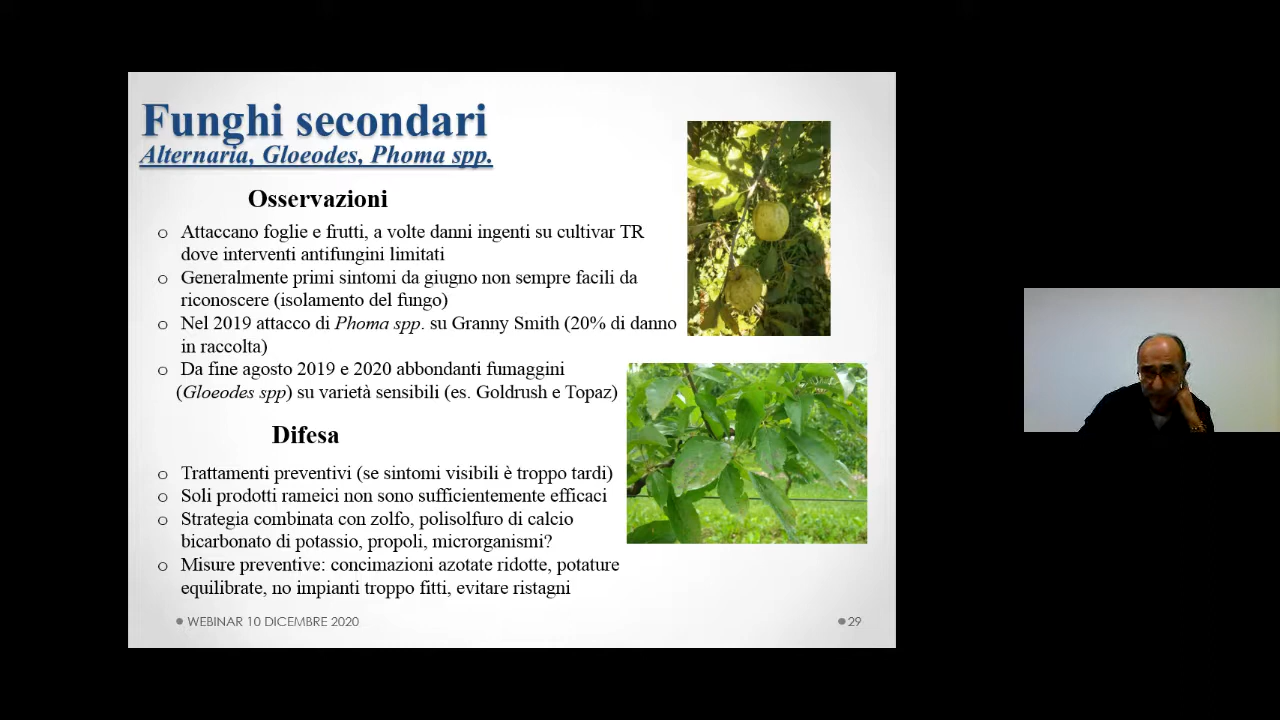 Funghi secondari
Alternaria, Gloeodes, Phoma spp.
Osservazioni
o Attaccano foglie e frutti, a volte danni ingenti su cultivar TR
dove interventi antifungini limitati
o Generalmente primi sintomi da giugno non sempre facili da
riconoscere (isolamento del fungo)
o Nel 2019 attacco di Phoma spp. su Granny Smith (20% di danno
in raccolta)
o Da fine agosto 2019 e 2020 abbondanti fumaggini
(Gloeodes spp) su varietà sensibili (es. Goldrush e Topaz)
Difesa
o Trattamenti preventivi (se sintomi visibili è troppo tardi)
o Soli prodotti rameici non sono sufficientemente efficaci
o Strategia combinata con zolfo, polisolfuro di calcio
bicarbonato di potassio, propoli, microrganismi?
o Misure preventive: concimazioni azotate ridotte, potature
equilibrate, no impianti troppo fitti, evitare ristagni
● WEBINAR 10 DICEMBRE 2020
● 29